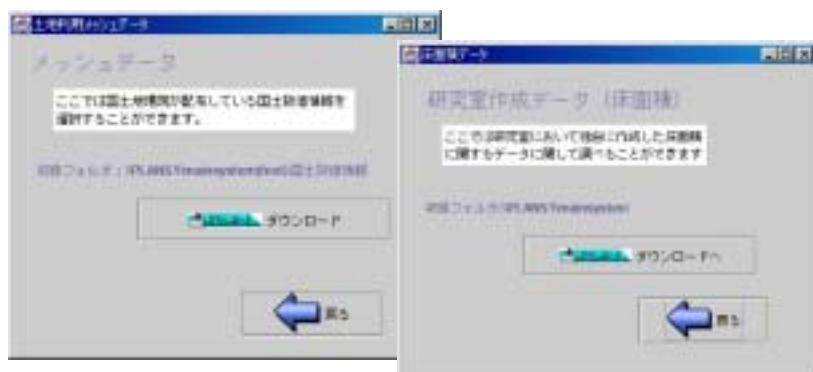 土地利用メッシュデータ
メッシュデータ
ここでは国土地理院が配布している国土数値情報を
選択することができます。
ダウンロード
戻る
床面積データ
研究室作成データ（床面積）
ここでは研究室において独自に作成した床面積
に関するデータに関して調べることができます
ダウンロードへ
戻る